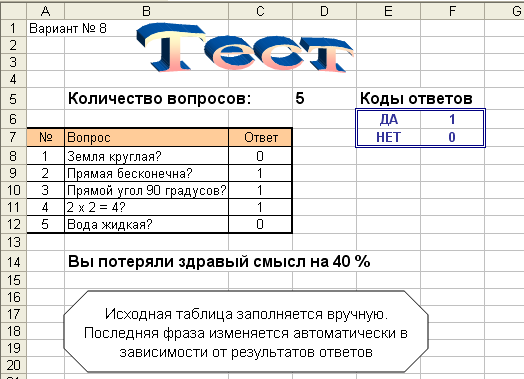 A B C D E F G
1 Вариант № 8
Тест
2
3
4
5 Количество вопросов: 5 Коды ответов
6 ДА 1
7 № Вопрос Ответ НЕТ 0
8 1 Земля круглая? 0
9 2 Прямая бесконечна? 1
10 3 Прямой угол 90 градусов? 1
11 4 2 x 2 = 4? 1
12 5 Вода жидкая? 0
13
14 Вы потеряли здравый смысл на 40 %
15
16
17 Исходная таблица заполняется вручную.
18 Последняя фраза изменяется автоматически в
19 зависимости от результатов ответов
20
21